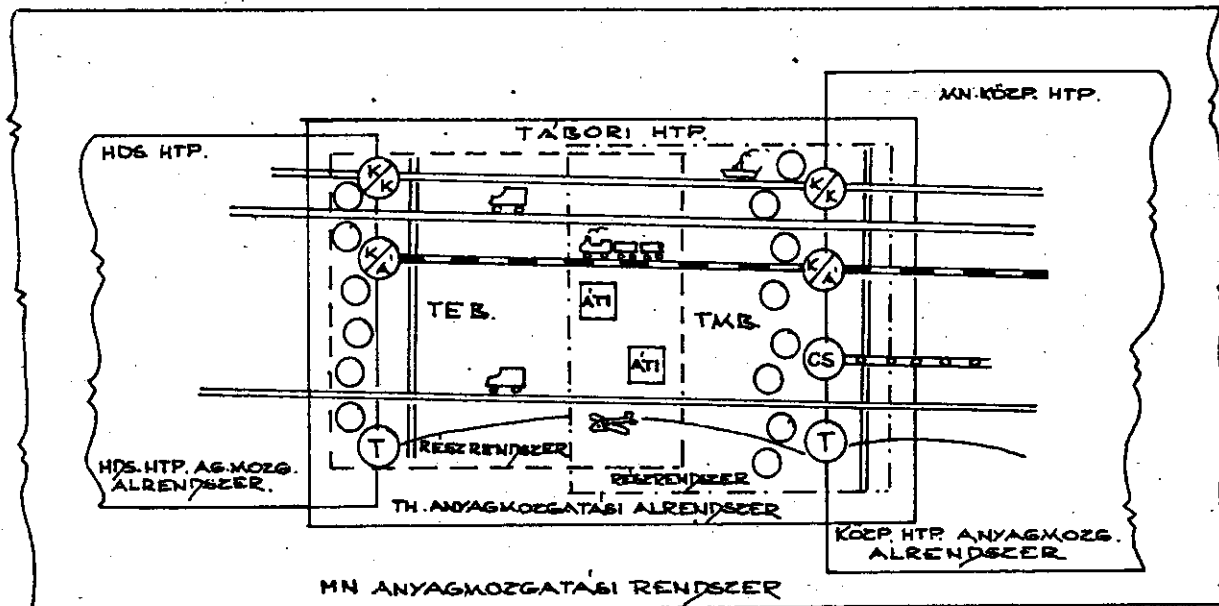 MN. KÖZP. HTP.
TÁBORI HTP.
HDS. HTP.
K/K
K/K
K/Á
K/Á
ÁTI
TEB.
TMB.
ÁTI
CS
T
T
RÉSZRENDSZER
RÉSZRENDSZER
HDS. HTP. AG. MOZG.
ALRENDSZER.
TH. ANYAGMOZGATÁSI ALRENDSZER
KÖZP. HTP. ANYAGMOZG.
ALRENDSZER
MN ANYAGMOZGATÁSI RENDSZER